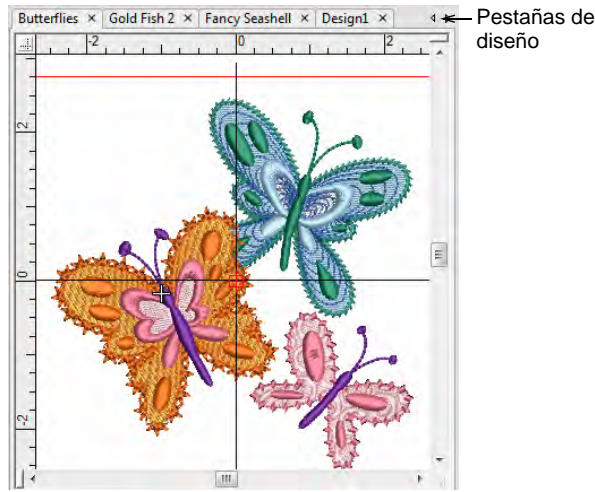 Butterflies × Gold Fish 2 × Fancy Seashell × Design1 ×
Pestañas de
diseño
-2 0 2
2
0
-2